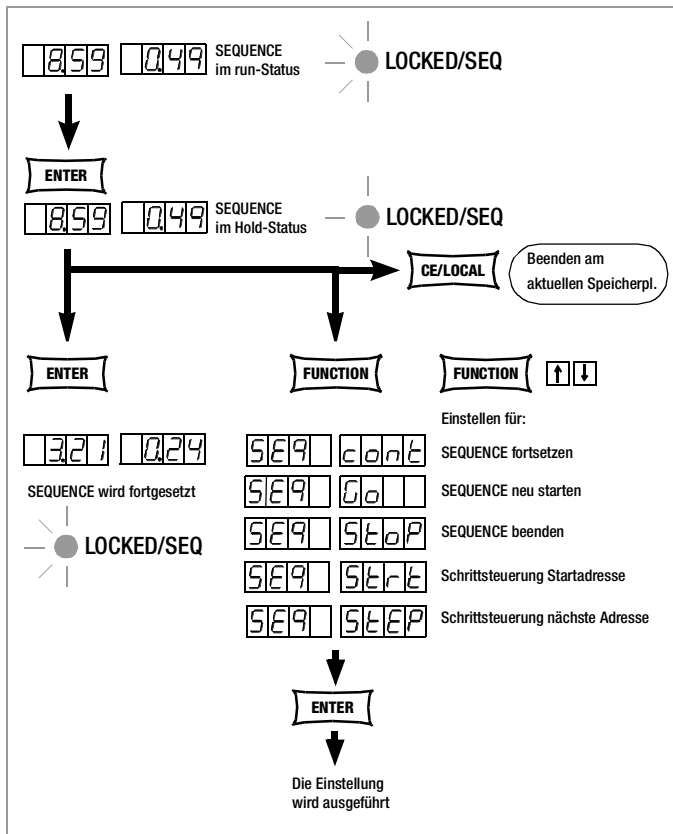 8.59 0.49 SEQUENCE
im run-Status
LOCKED/SEQ
ENTER
8.59 0.49 SEQUENCE
im Hold-Status
LOCKED/SEQ
CE/LOCAL
Beenden am
aktuellen Speicherpl.
ENTER
FUNCTION
FUNCTION ↑ ↓
Einstellen für:
3.21 0.24
SEQUENCE wird fortgesetzt
LOCKED/SEQ
SEq cont SEQUENCE fortsetzen
SEq Go SEQUENCE neu starten
SEq StoP SEQUENCE beenden
SEq Strt Schrittsteuerung Startadresse
SEq StEP Schrittsteuerung nächste Adresse
ENTER
Die Einstellung
wird ausgeführt